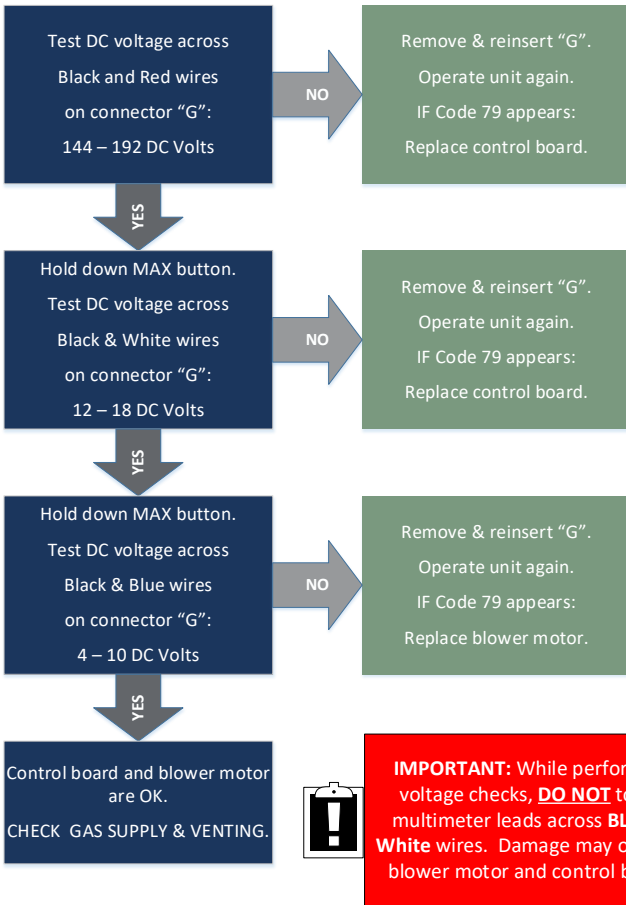 Test DC voltage across
Black and Red wires
on connector “G”:
144 – 192 DC Volts
NO
Remove & reinsert “G”.
Operate unit again.
IF Code 79 appears:
Replace control board.
YES
Hold down MAX button.
Test DC voltage across
Black & White wires
on connector “G”:
12 – 18 DC Volts
NO
Remove & reinsert “G”.
Operate unit again.
IF Code 79 appears:
Replace control board.
YES
Hold down MAX button.
Test DC voltage across
Black & Blue wires
on connector “G”:
4 – 10 DC Volts
NO
Remove & reinsert “G”.
Operate unit again.
IF Code 79 appears:
Replace blower motor.
YES
Control board and blower motor
are OK.
CHECK GAS SUPPLY & VENTING.
!
IMPORTANT: While
voltage checks, DO NOT
multimeter leads across
White wires. Damage may
blower motor and control